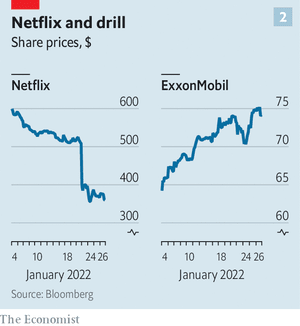 Netflix and drill
2
Share prices, $
Netflix
600
500
400
300
4 10 18 26
January 2022
ExxonMobil
75
70
65
60
4 10 18 24 26
January 2022
Source: Bloomberg
The Economist